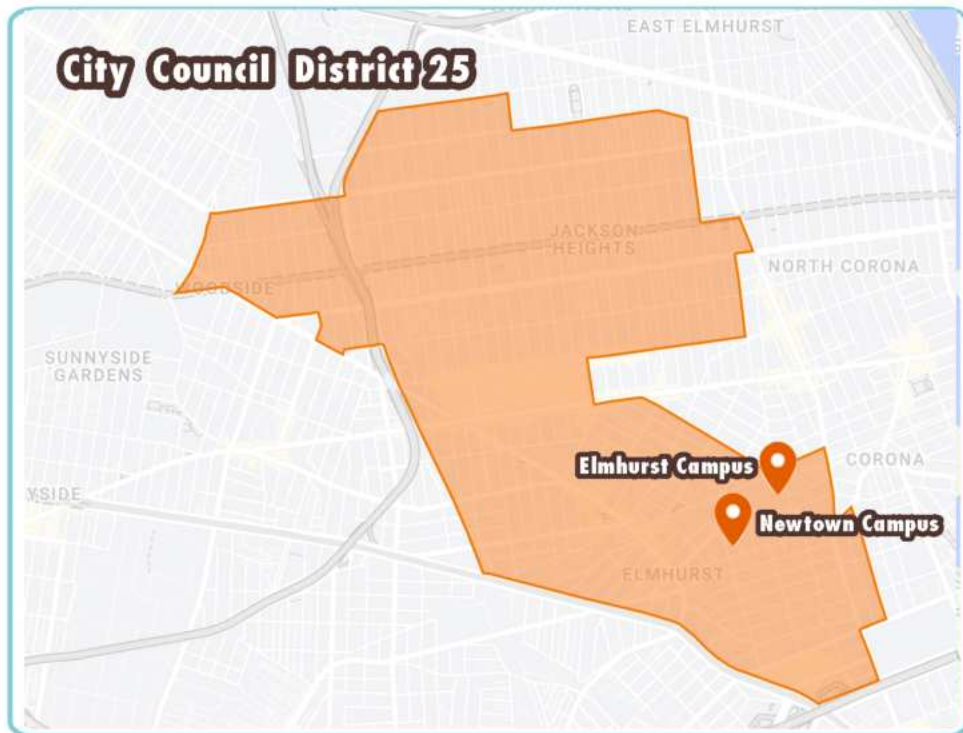 EAST ELMHURST
City Council District 25
JACKSON
HEIGHTS
NORTH CORONA
WOODSIDE
SUNNYSIDE
GARDENS
Elmhurst Campus
CORONA
YSIDE
Newtown Campus
ELMHURST